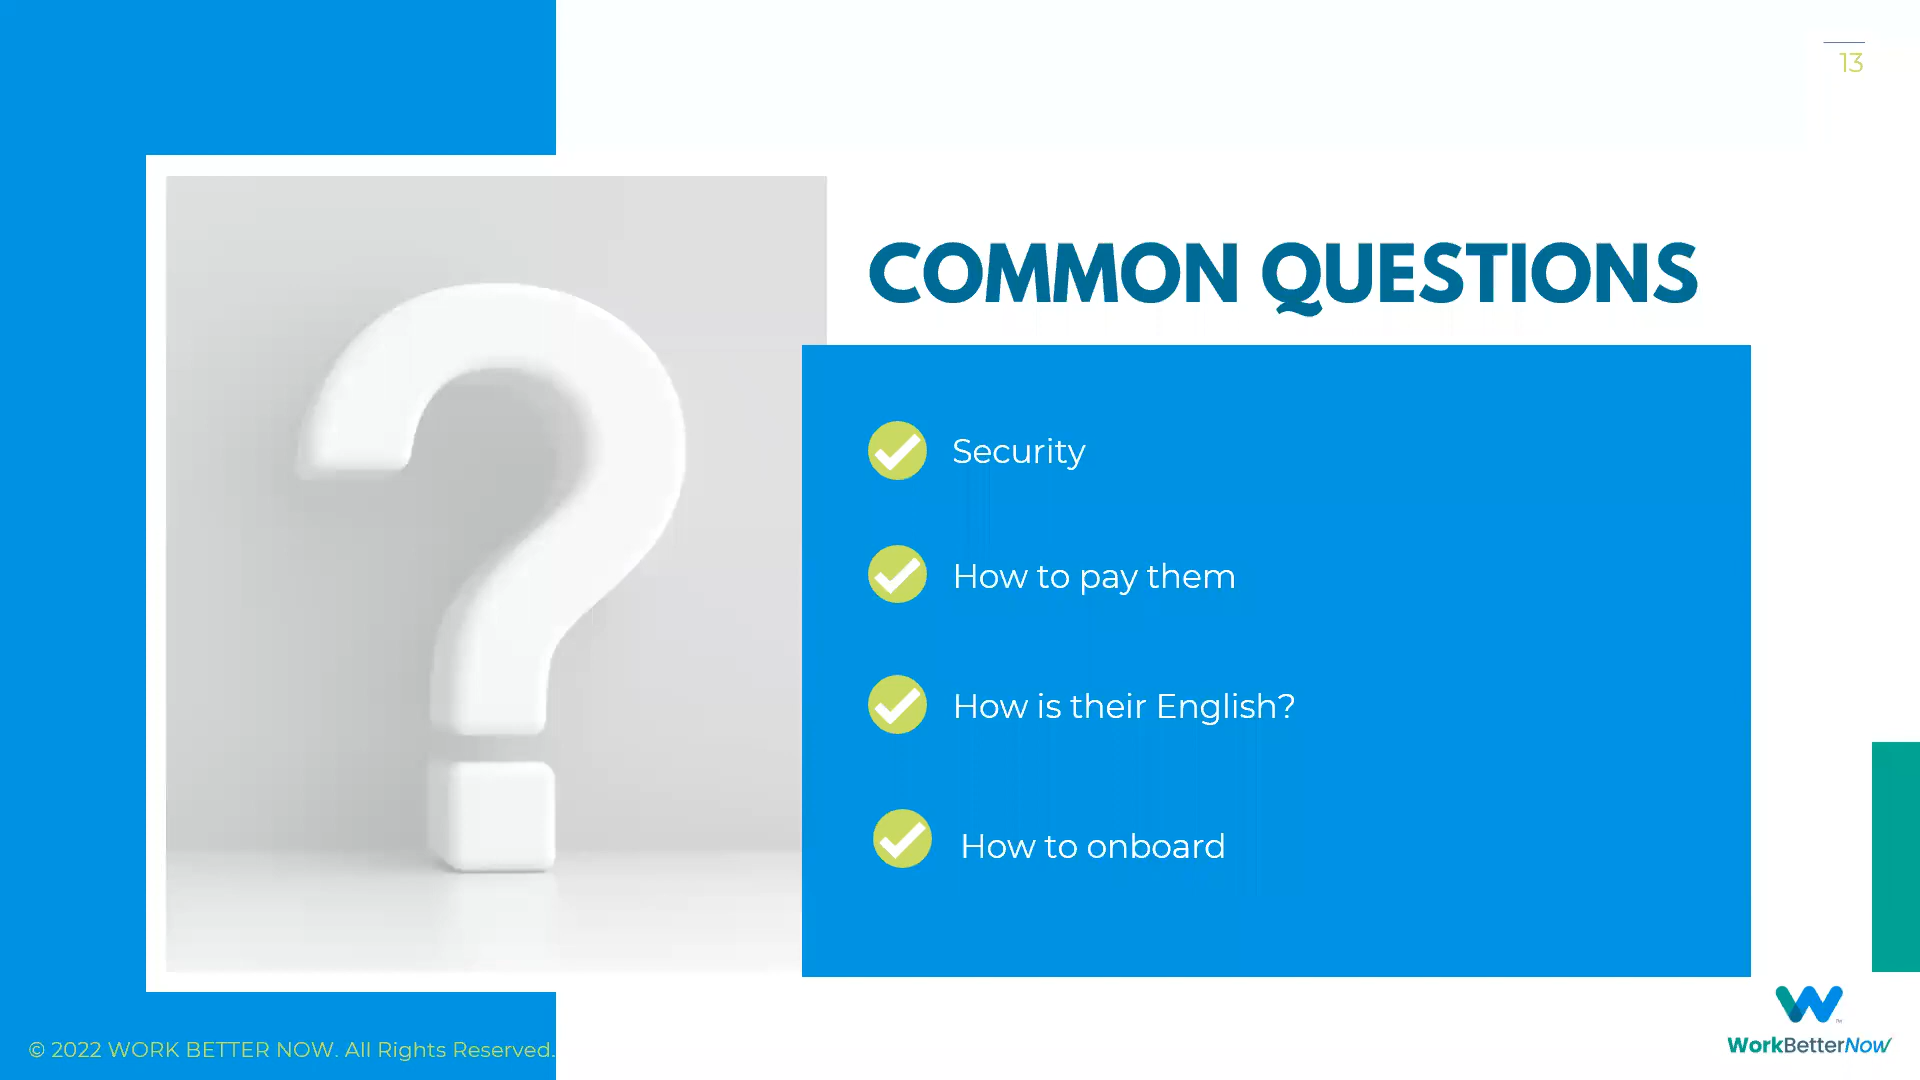 13
COMMON QUESTIONS
Security
How to pay them
How is their English?
How to onboard
© 2022 WORK BETTER NOW. All Rights Reserved.
WorkBetterNow